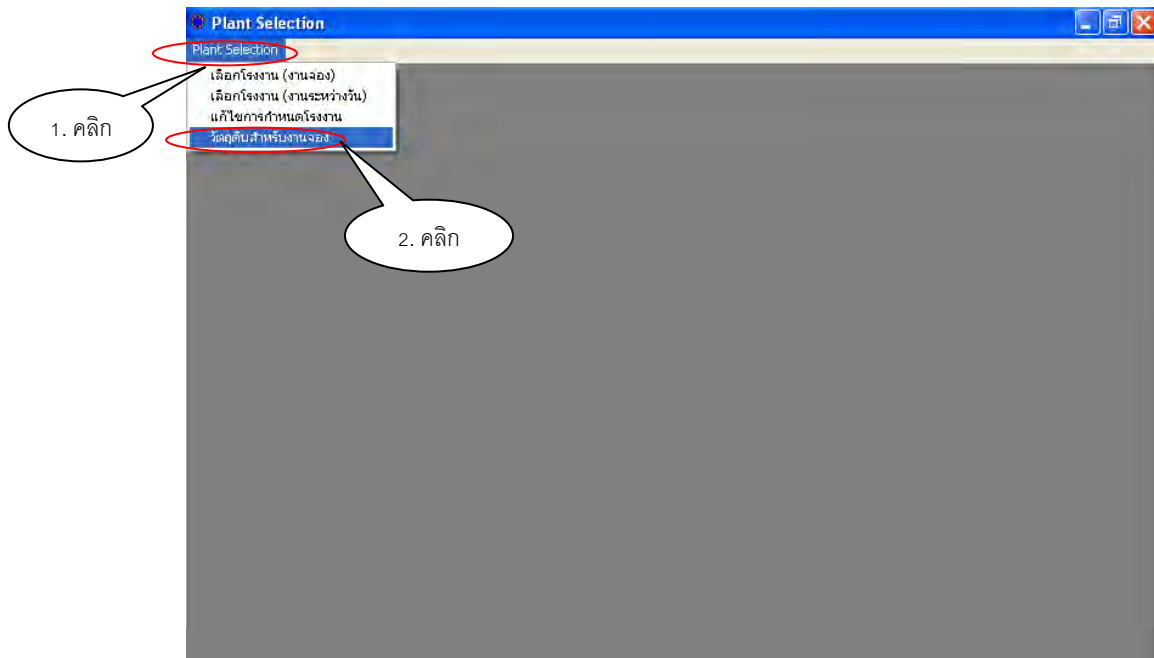 Plant Selection
Plant Selection
เลือกโรงงาน (งานจอง)
เลือกโรงงาน (งานระหว่างวัน)
แก้ไขการกำหนดโรงงาน
วัตถุดิบสำหรับงานจอง
1. คลิก
2. คลิก